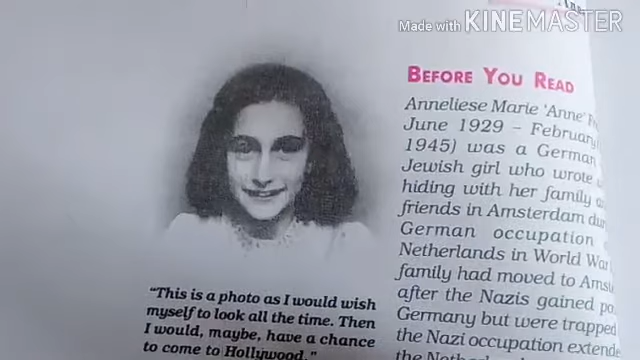 Made with KINEMASTER
BEFORE YOU READ
Anneliese Marie 'Anne'
June 1929 – February
1945) was a German
Jewish girl who wrote
hiding with her family
friends in Amsterdam
German occupation
Netherlands in World War
family had moved to
after the Nazis gained
Germany but were trapped
the Nazi occupation
"This is a photo as I would wish
myself to look all the time. Then
I would, maybe, have a chance
to come to Hollywood."